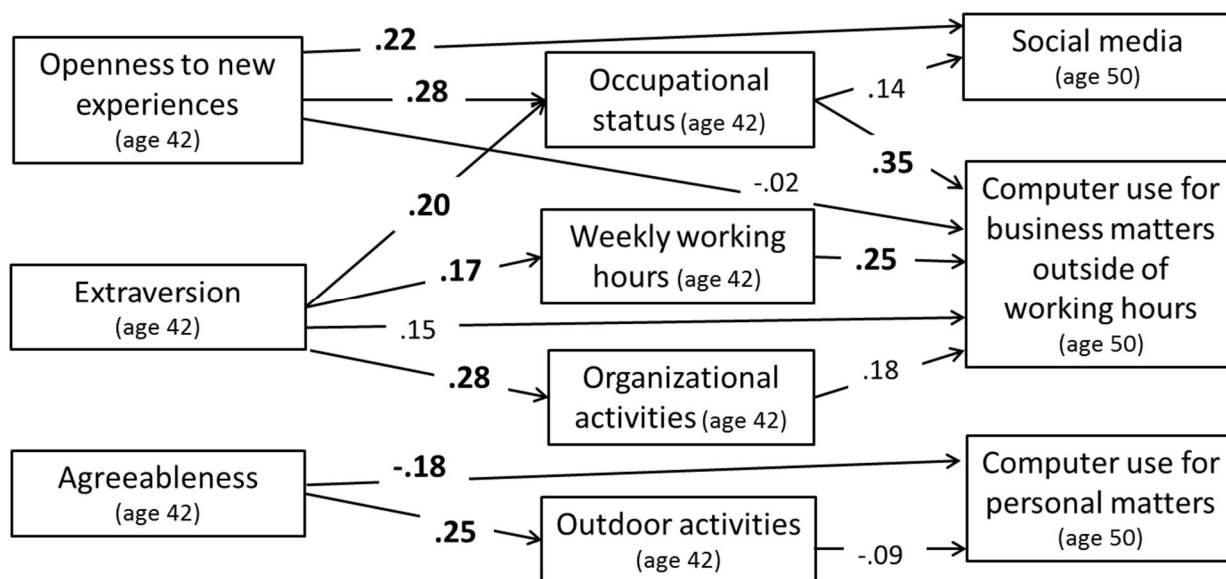 Openness to new
experiences
(age 42)
.22
.28
Occupational
status (age 42)
.14
Social media
(age 50)
.35
-.02
.20
Computer use for
business matters
outside of
working hours
(age 50)
Extraversion
(age 42)
.17
Weekly working
hours (age 42)
.25
.15
.28
Organizational
activities (age 42)
.18
Agreeableness
(age 42)
-.18
.25
Outdoor activities
(age 42)
-.09
Computer use for
personal matters
(age 50)